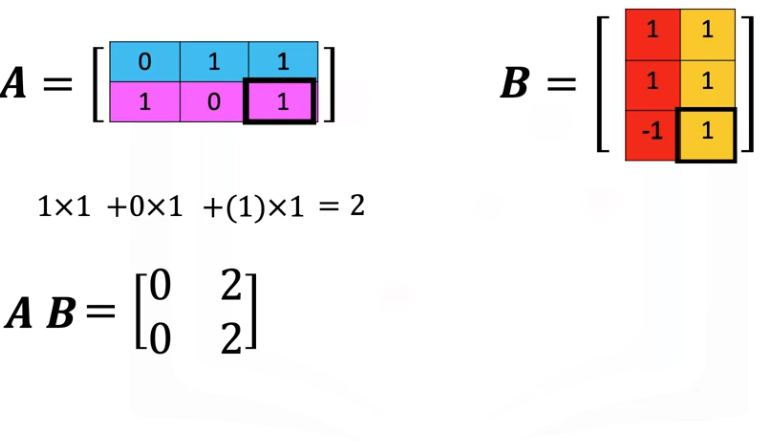 A = [ 0 1 1 ]
[ 1 0 1 ]
B = [ 1 1 ]
[ 1 1 ]
[ -1 1 ]
1×1 +0×1 +(1)×1 = 2
A B = [ 0 2 ]
[ 0 2 ]